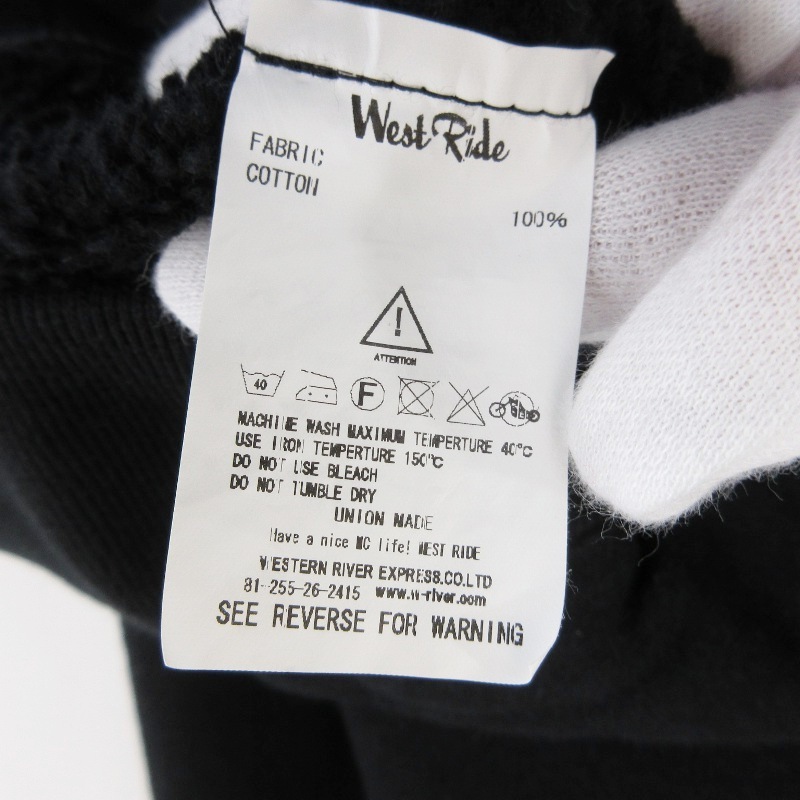 West Ride
FABRIC
COTTON
100%
!
ATTENTION
40 F
MACHINE WASH MAXIMUM TEMPERTURE 40°C
USE IRON TEMPERTURE 150°C
DO NOT USE BLEACH
DO NOT TUMBLE DRY
UNION MADE
Have a nice MC life! WEST RIDE
WESTERN RIVER EXPRESS.CO.LTD
81-255-26-2415 www.w-river.com
SEE REVERSE FOR WARNING